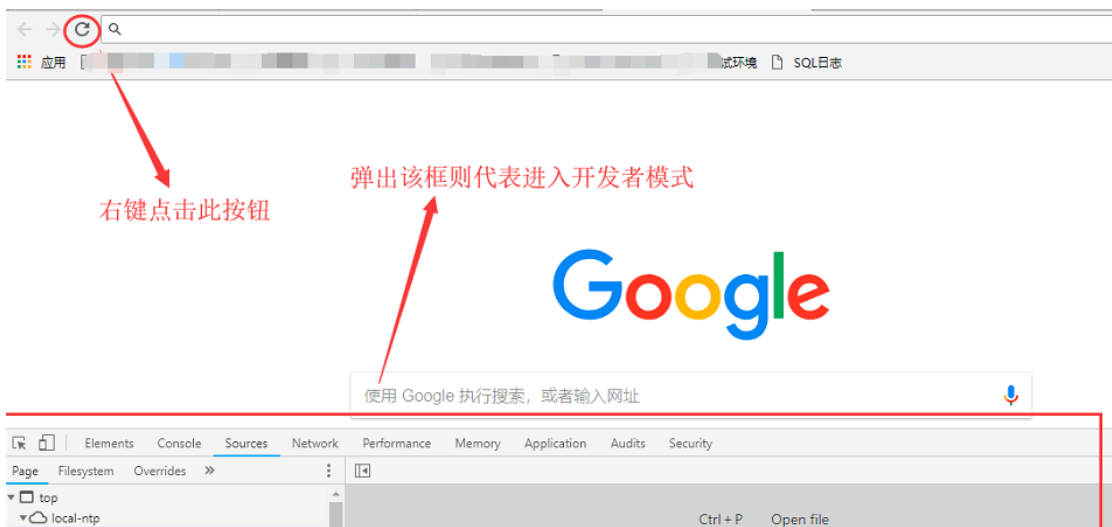 应用
试环境 SQL日志
弹出该框则代表进入开发者模式
右键点击此按钮
Google
使用 Google 执行搜索，或者输入网址
Elements Console Sources Network Performance Memory Application Audits Security
Page Filesystem Overrides »
top
local-ntp
Ctrl + P Open file